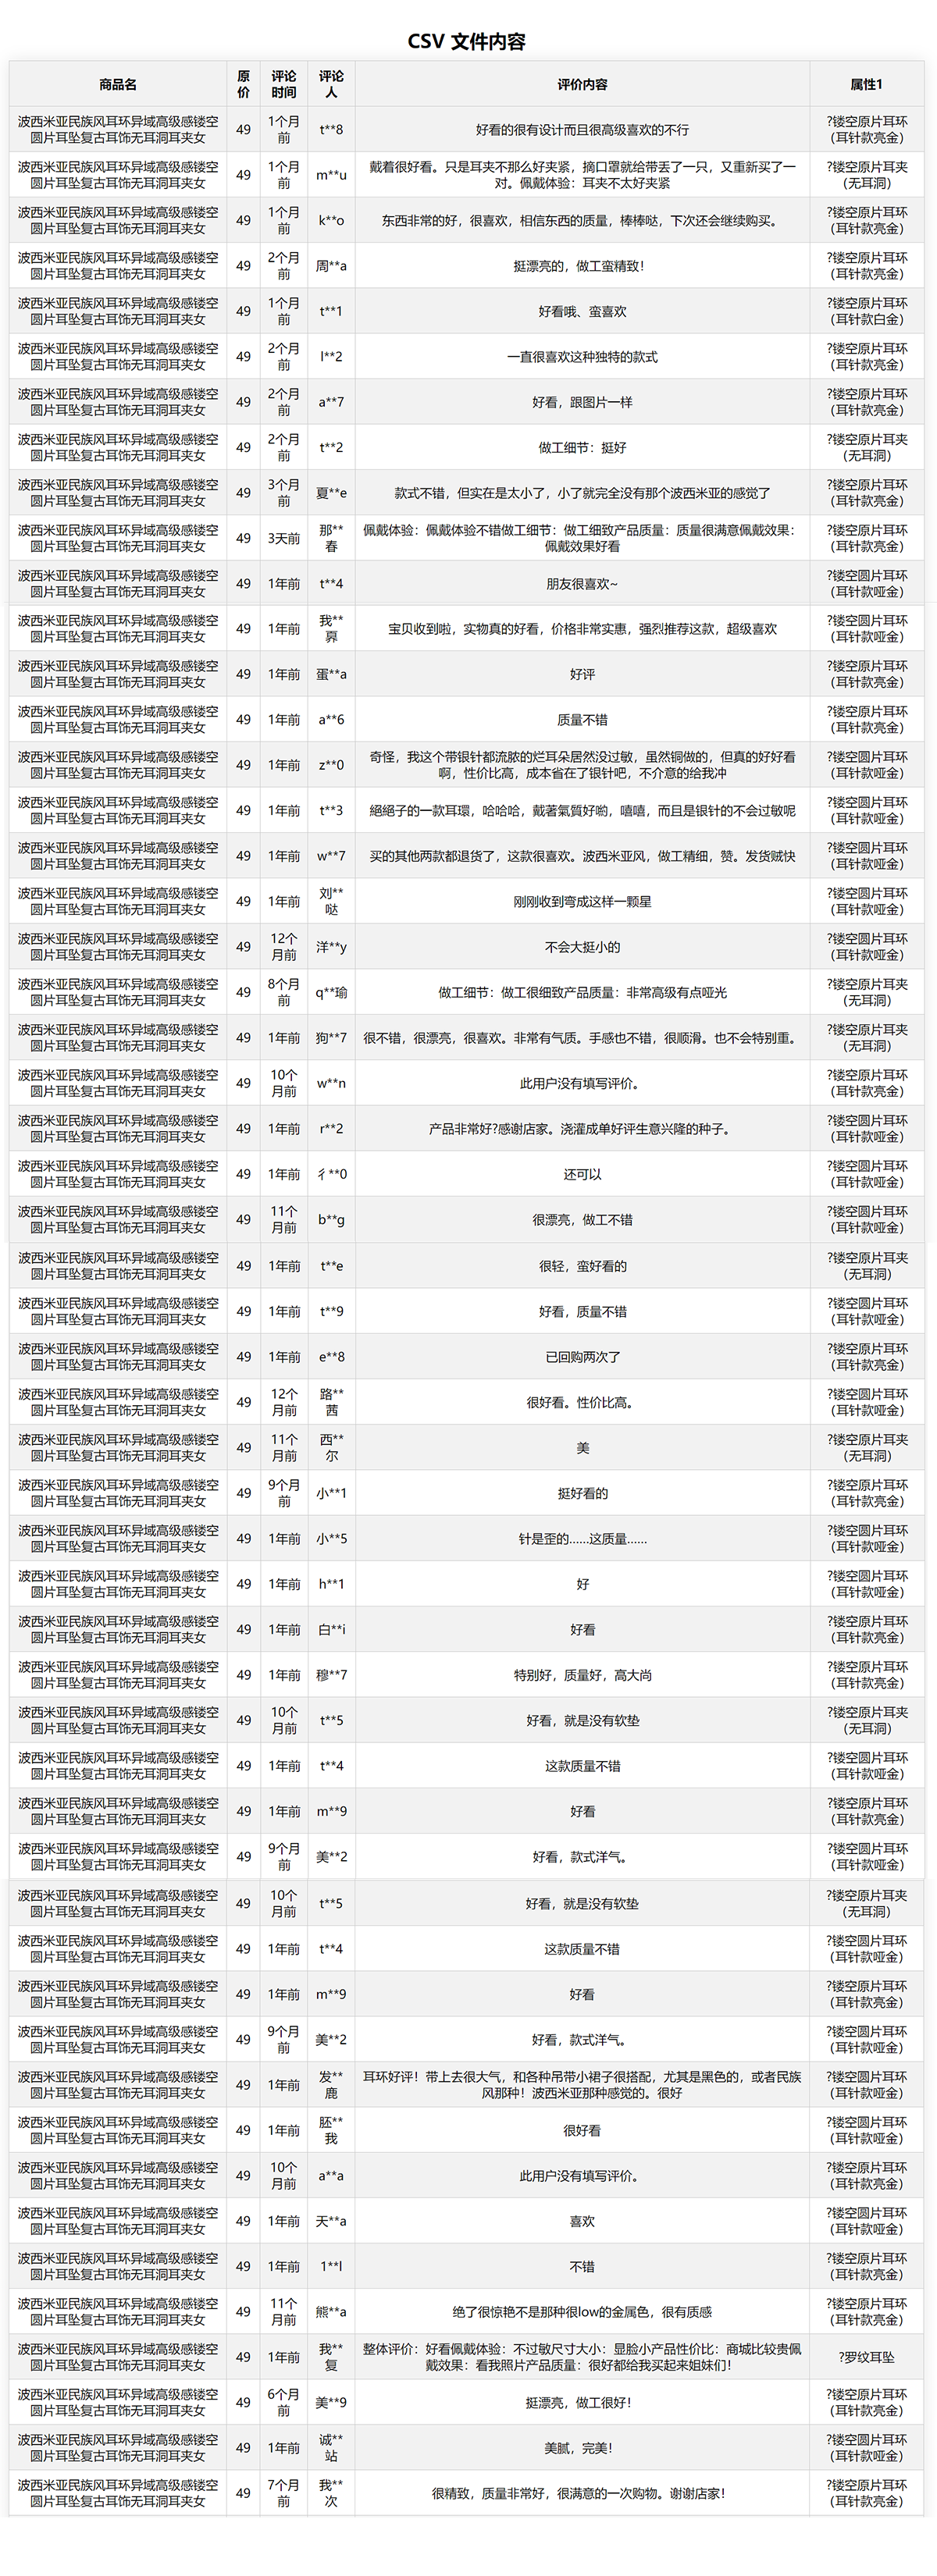 CSV 文件内容
商品名 原价 评论时间 评论人 评价内容 属性1
波西米亚民族风耳环异域高级感镂空圆片耳坠复古耳饰无耳洞耳夹女 49 1个月前 t**8 好看的很有设计而且很高级喜欢的不行 ?镂空原片耳环（耳针款亮金）
波西米亚民族风耳环异域高级感镂空圆片耳坠复古耳饰无耳洞耳夹女 49 1个月前 m**u 戴着很好看。只是耳夹不那么好夹紧，摘口罩就给带丢了一只，又重新买了一对。佩戴体验：耳夹不太好夹紧 ?镂空原片耳夹（无耳洞）
波西米亚民族风耳环异域高级感镂空圆片耳坠复古耳饰无耳洞耳夹女 49 1个月前 k**o 东西非常的好，很喜欢，相信东西的质量，棒棒哒，下次还会继续购买。 ?镂空原片耳环（耳针款亮金）
波西米亚民族风耳环异域高级感镂空圆片耳坠复古耳饰无耳洞耳夹女 49 2个月前 周**a 挺漂亮的，做工蛮精致！ ?镂空原片耳环（耳针款亮金）
波西米亚民族风耳环异域高级感镂空圆片耳坠复古耳饰无耳洞耳夹女 49 1个月前 t**1 好看哦、蛮喜欢 ?镂空原片耳环（耳针款白金）
波西米亚民族风耳环异域高级感镂空圆片耳坠复古耳饰无耳洞耳夹女 49 2个月前 l**2 一直很喜欢这种独特的款式 ?镂空原片耳环（耳针款亮金）
波西米亚民族风耳环异域高级感镂空圆片耳坠复古耳饰无耳洞耳夹女 49 2个月前 a**7 好看，跟图片一样 ?镂空原片耳环（耳针款亮金）
波西米亚民族风耳环异域高级感镂空圆片耳坠复古耳饰无耳洞耳夹女 49 2个月前 t**2 做工细节：挺好 ?镂空原片耳夹（无耳洞）
波西米亚民族风耳环异域高级感镂空圆片耳坠复古耳饰无耳洞耳夹女 49 3个月前 夏**e 款式不错，但实在是太小了，小了就完全没有那个波西米亚的感觉了 ?镂空原片耳环（耳针款亮金）
波西米亚民族风耳环异域高级感镂空圆片耳坠复古耳饰无耳洞耳夹女 49 3天前 那**春 佩戴体验：佩戴体验不错做工细节：做工细致产品质量：质量很满意佩戴效果：佩戴效果好看 ?镂空原片耳环（耳针款亮金）
波西米亚民族风耳环异域高级感镂空圆片耳坠复古耳饰无耳洞耳夹女 49 1年前 t**4 朋友很喜欢~ ?镂空圆片耳环（耳针款哑金）
波西米亚民族风耳环异域高级感镂空圆片耳坠复古耳饰无耳洞耳夹女 49 1年前 我** 宝贝收到啦，实物真的好看，价格非常实惠，强烈推荐这款，超级喜欢 ?镂空圆片耳环（耳针款哑金）
波西米亚民族风耳环异域高级感镂空圆片耳坠复古耳饰无耳洞耳夹女 49 1年前 蛋**a 好评 ?镂空原片耳环（耳针款亮金）
波西米亚民族风耳环异域高级感镂空圆片耳坠复古耳饰无耳洞耳夹女 49 1年前 a**6 质量不错 ?镂空原片耳环（耳针款亮金）
波西米亚民族风耳环异域高级感镂空圆片耳坠复古耳饰无耳洞耳夹女 49 1年前 z**0 奇怪，我这个带银针都流脓的烂耳朵居然没过敏，虽然铜做的，但真的好好看啊，性价比高，成本省在了银针吧，不介意的给我冲 ?镂空圆片耳环（耳针款哑金）
波西米亚民族风耳环异域高级感镂空圆片耳坠复古耳饰无耳洞耳夹女 49 1年前 t**3 絕絕子的一款耳環，哈哈哈，戴著氣質好哟，嘻嘻，而且是银针的不会过敏呢 ?镂空圆片耳环（耳针款哑金）
波西米亚民族风耳环异域高级感镂空圆片耳坠复古耳饰无耳洞耳夹女 49 1年前 w**7 买的其他两款都退货了，这款很喜欢。波西米亚风，做工精细，赞。发货贼快 ?镂空圆片耳环（耳针款哑金）
波西米亚民族风耳环异域高级感镂空圆片耳坠复古耳饰无耳洞耳夹女 49 1年前 刘**哒 刚刚收到弯成这样一颗星 ?镂空圆片耳环（耳针款哑金）
波西米亚民族风耳环异域高级感镂空圆片耳坠复古耳饰无耳洞耳夹女 49 12个月前 洋**y 不会大挺小的 ?镂空圆片耳环（耳针款哑金）
波西米亚民族风耳环异域高级感镂空圆片耳坠复古耳饰无耳洞耳夹女 49 8个月前 q**瑜 做工细节：做工很细致产品质量：非常高级有点哑光 ?镂空原片耳夹（无耳洞）
波西米亚民族风耳环异域高级感镂空圆片耳坠复古耳饰无耳洞耳夹女 49 1年前 狗**7 很不错，很漂亮，很喜欢。非常有气质。手感也不错，很顺滑。也不会特别重。 ?镂空原片耳夹（无耳洞）
波西米亚民族风耳环异域高级感镂空圆片耳坠复古耳饰无耳洞耳夹女 49 10个月前 w**n 此用户没有填写评价。 ?镂空原片耳环（耳针款亮金）
波西米亚民族风耳环异域高级感镂空圆片耳坠复古耳饰无耳洞耳夹女 49 1年前 r**2 产品非常好?感谢店家。浇灌成单好评生意兴隆的种子。 ?镂空圆片耳环（耳针款哑金）
波西米亚民族风耳环异域高级感镂空圆片耳坠复古耳饰无耳洞耳夹女 49 1年前 彳**0 还可以 ?镂空圆片耳环（耳针款哑金）
波西米亚民族风耳环异域高级感镂空圆片耳坠复古耳饰无耳洞耳夹女 49 11个月前 b**g 很漂亮，做工不错 ?镂空圆片耳环（耳针款哑金）
波西米亚民族风耳环异域高级感镂空圆片耳坠复古耳饰无耳洞耳夹女 49 1年前 t**e 很轻，蛮好看的 ?镂空原片耳夹（无耳洞）
波西米亚民族风耳环异域高级感镂空圆片耳坠复古耳饰无耳洞耳夹女 49 1年前 t**9 好看，质量不错 ?镂空圆片耳环（耳针款哑金）
波西米亚民族风耳环异域高级感镂空圆片耳坠复古耳饰无耳洞耳夹女 49 1年前 e**8 已回购两次了 ?镂空原片耳环（耳针款亮金）
波西米亚民族风耳环异域高级感镂空圆片耳坠复古耳饰无耳洞耳夹女 49 12个月前 路**茜 很好看。性价比高。 ?镂空圆片耳环（耳针款哑金）
波西米亚民族风耳环异域高级感镂空圆片耳坠复古耳饰无耳洞耳夹女 49 11个月前 西**尔 美 ?镂空原片耳夹（无耳洞）
波西米亚民族风耳环异域高级感镂空圆片耳坠复古耳饰无耳洞耳夹女 49 9个月前 小**1 挺好看的 ?镂空原片耳环（耳针款亮金）
波西米亚民族风耳环异域高级感镂空圆片耳坠复古耳饰无耳洞耳夹女 49 1年前 小**5 针是歪的......这质量...... ?镂空圆片耳环（耳针款哑金）
波西米亚民族风耳环异域高级感镂空圆片耳坠复古耳饰无耳洞耳夹女 49 1年前 h**1 好 ?镂空圆片耳环（耳针款哑金）
波西米亚民族风耳环异域高级感镂空圆片耳坠复古耳饰无耳洞耳夹女 49 1年前 白**i 好看 ?镂空原片耳环（耳针款亮金）
波西米亚民族风耳环异域高级感镂空圆片耳坠复古耳饰无耳洞耳夹女 49 1年前 穆**7 特别好，质量好，高大尚 ?镂空原片耳环（耳针款亮金）
波西米亚民族风耳环异域高级感镂空圆片耳坠复古耳饰无耳洞耳夹女 49 10个月前 t**5 好看，就是没有软垫 ?镂空原片耳夹（无耳洞）
波西米亚民族风耳环异域高级感镂空圆片耳坠复古耳饰无耳洞耳夹女 49 1年前 t**4 这款质量不错 ?镂空圆片耳环（耳针款哑金）
波西米亚民族风耳环异域高级感镂空圆片耳坠复古耳饰无耳洞耳夹女 49 1年前 m**9 好看 ?镂空原片耳环（耳针款亮金）
波西米亚民族风耳环异域高级感镂空圆片耳坠复古耳饰无耳洞耳夹女 49 9个月前 美**2 好看，款式洋气。 ?镂空圆片耳环（耳针款哑金）
波西米亚民族风耳环异域高级感镂空圆片耳坠复古耳饰无耳洞耳夹女 49 10个月前 t**5 好看，就是没有软垫 ?镂空原片耳夹（无耳洞）
波西米亚民族风耳环异域高级感镂空圆片耳坠复古耳饰无耳洞耳夹女 49 1年前 t**4 这款质量不错 ?镂空圆片耳环（耳针款哑金）
波西米亚民族风耳环异域高级感镂空圆片耳坠复古耳饰无耳洞耳夹女 49 1年前 m**9 好看 ?镂空原片耳环（耳针款亮金）
波西米亚民族风耳环异域高级感镂空圆片耳坠复古耳饰无耳洞耳夹女 49 9个月前 美**2 好看，款式洋气。 ?镂空圆片耳环（耳针款哑金）
波西米亚民族风耳环异域高级感镂空圆片耳坠复古耳饰无耳洞耳夹女 49 1年前 发**鹿 耳环好评！带上去很大气，和各种吊带小裙子很搭配，尤其是黑色的，或者民族风那种！波西米亚那种感觉的。很好 ?镂空圆片耳环（耳针款哑金）
波西米亚民族风耳环异域高级感镂空圆片耳坠复古耳饰无耳洞耳夹女 49 1年前 胚**我 很好看 ?镂空圆片耳环（耳针款哑金）
波西米亚民族风耳环异域高级感镂空圆片耳坠复古耳饰无耳洞耳夹女 49 10个月前 a**a 此用户没有填写评价。 ?镂空原片耳环（耳针款亮金）
波西米亚民族风耳环异域高级感镂空圆片耳坠复古耳饰无耳洞耳夹女 49 1年前 天**a 喜欢 ?镂空圆片耳环（耳针款哑金）
波西米亚民族风耳环异域高级感镂空圆片耳坠复古耳饰无耳洞耳夹女 49 1年前 1**l 不错 ?镂空原片耳环（耳针款亮金）
波西米亚民族风耳环异域高级感镂空圆片耳坠复古耳饰无耳洞耳夹女 49 11个月前 熊**a 绝了很惊艳不是那种很low的金属色，很有质感 ?镂空原片耳环（耳针款亮金）
波西米亚民族风耳环异域高级感镂空圆片耳坠复古耳饰无耳洞耳夹女 49 1年前 我**复 整体评价：好看佩戴体验：不过敏尺寸大小：显脸小产品性价比：商城比较贵佩戴效果：看我照片产品质量：很好都给我买起来姐妹们！ ?罗纹耳坠
波西米亚民族风耳环异域高级感镂空圆片耳坠复古耳饰无耳洞耳夹女 49 6个月前 美**9 挺漂亮，做工很好！ ?镂空原片耳环（耳针款亮金）
波西米亚民族风耳环异域高级感镂空圆片耳坠复古耳饰无耳洞耳夹女 49 1年前 诚**站 美腻，完美！ ?镂空圆片耳环（耳针款哑金）
波西米亚民族风耳环异域高级感镂空圆片耳坠复古耳饰无耳洞耳夹女 49 7个月前 我**次 很精致，质量非常好，很满意的一次购物。谢谢店家！ ?镂空原片耳环（耳针款亮金）